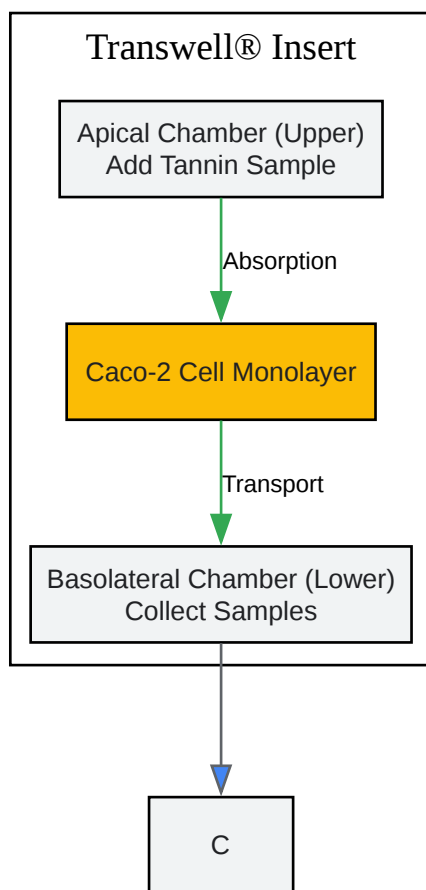 Transwell® Insert
Apical Chamber (Upper)
Add Tannin Sample
Absorption
Caco-2 Cell Monolayer
Transport
Basolateral Chamber (Lower)
Collect Samples
C